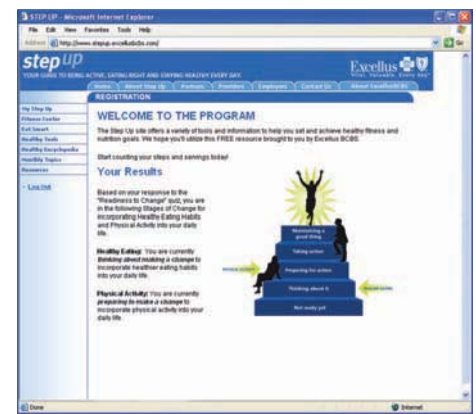 STEP UP - Microsoft Internet Explorer
File Edit View Favorites Tools Help
Address http://www.stepup.excellusbcbs.com/ Go
step UP
Excellus
YOUR GUIDE TO BEING ACTIVE, EATING RIGHT AND STAYING HEALTHY EVERY DAY.
Home About Step Up Partners Providers Employers Contact Us About ExcellusBCBS
REGISTRATION
My Step Up
Fitness Center
Eat Smart
Healthy Tools
Healthy Encyclopedia
Monthly Topics
Resources
Log Out
WELCOME TO THE PROGRAM
The Step Up site offers a variety of tools and information to help you set and achieve healthy fitness and
nutrition goals. We hope you'll utilize this FREE resource brought to you by Excellus BCBS.
Start counting your steps and servings today!
Your Results
Based on your response to the
"Readiness to Change" quiz, you are
in the following Stages of Change for
incorporating Healthy Eating Habits
and Physical Activity into your daily
life.
Healthy Eating: You are currently
thinking about making a change to
incorporate healthier eating habits
into your daily life.
Physical Activity: You are currently
preparing to make a change to
incorporate physical activity into your
daily life.
Maintaining a
good thing
Taking action
Preparing for action
Thinking about it
Not ready yet
Done Internet